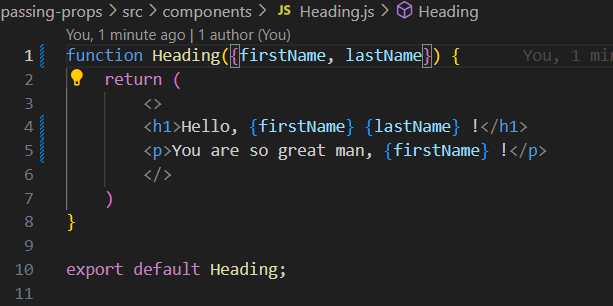 passing-props > src > components > JS Heading.js > Heading
You, 1 minute ago | 1 author (You)
1 function Heading({firstName, lastName}) { You, 1 mi
2 return (
3 <>
4 <h1>Hello, {firstName} {lastName} !</h1>
5 <p>You are so great man, {firstName} !</p>
6 </>
7 )
8 }
9
10 export default Heading;
11